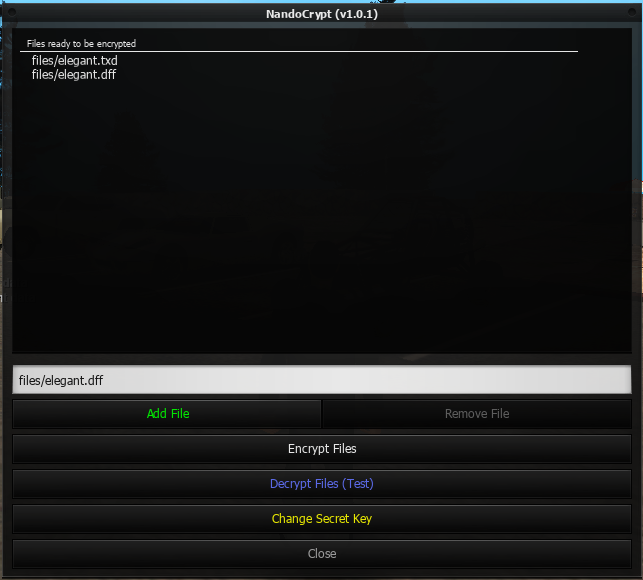 NandoCrypt (v1.0.1)
Files ready to be encrypted
files/elegant.txd
files/elegant.dff
files/elegant.dff
Add File
Remove File
Encrypt Files
Decrypt Files (Test)
Change Secret Key
Close